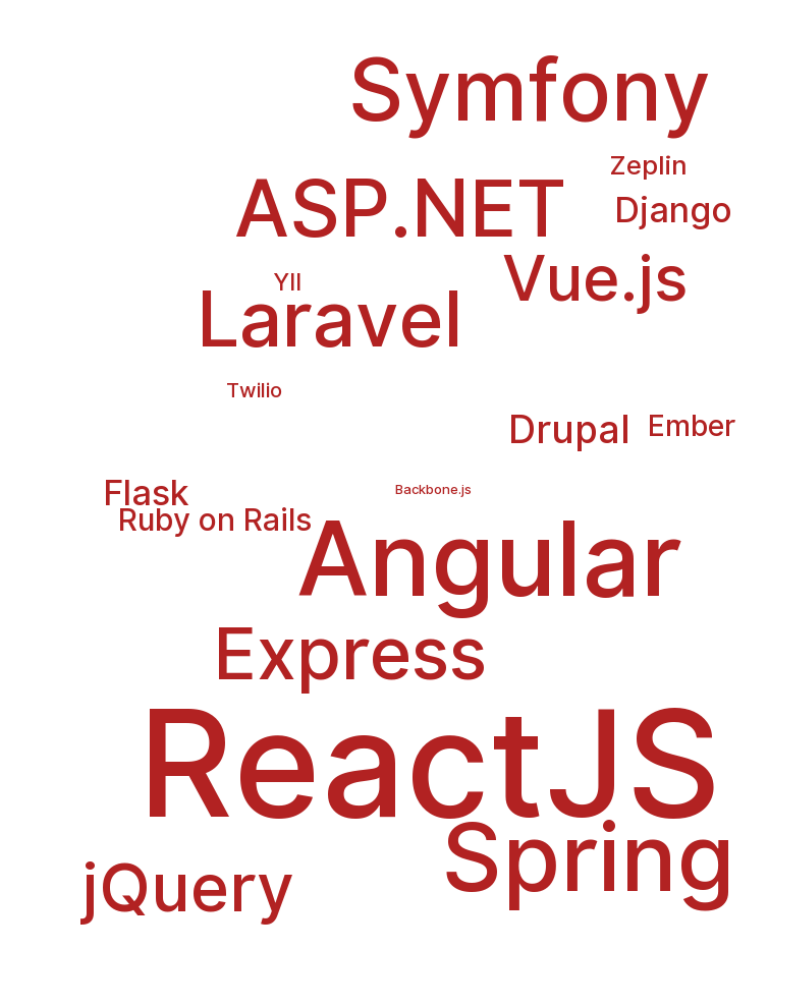 Symfony
Zeplin
ASP.NET
Django
Vue.js
YII
Laravel
Twilio
Drupal
Ember
Flask
Backbone.js
Ruby on Rails
Angular
Express
ReactJS
Spring
jQuery